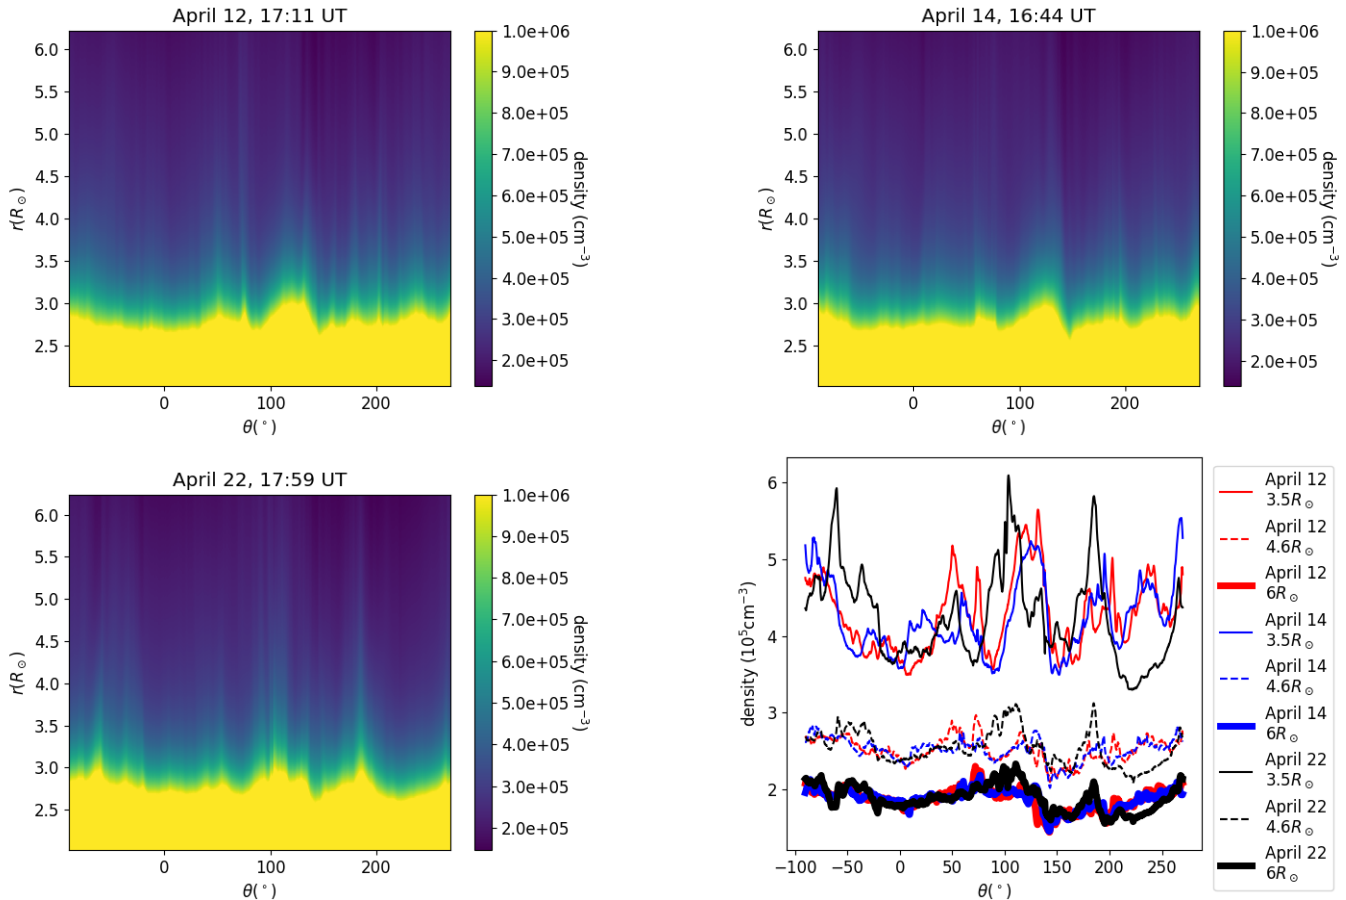 April 12, 17:11 UT
6.0
5.5
5.0
4.5
4.0
3.5
3.0
2.5
r(R⊙)
0
100
200
θ(°)
1.0e+06
9.0e+05
8.0e+05
7.0e+05
6.0e+05
5.0e+05
4.0e+05
3.0e+05
2.0e+05
density (cm⁻³)
April 14, 16:44 UT
6.0
5.5
5.0
4.5
4.0
3.5
3.0
2.5
r(R⊙)
0
100
200
θ(°)
1.0e+06
9.0e+05
8.0e+05
7.0e+05
6.0e+05
5.0e+05
4.0e+05
3.0e+05
2.0e+05
density (cm⁻³)
April 22, 17:59 UT
6.0
5.5
5.0
4.5
4.0
3.5
3.0
2.5
r(R⊙)
0
100
200
θ(°)
1.0e+06
9.0e+05
8.0e+05
7.0e+05
6.0e+05
5.0e+05
4.0e+05
3.0e+05
2.0e+05
density (cm⁻³)
6
5
4
3
2
density (10⁵cm⁻³)
−100
−50
0
50
100
150
200
250
θ(°)
April 12
3.5R⊙
April 12
4.6R⊙
April 12
6R⊙
April 14
3.5R⊙
April 14
4.6R⊙
April 14
6R⊙
April 22
3.5R⊙
April 22
4.6R⊙
April 22
6R⊙